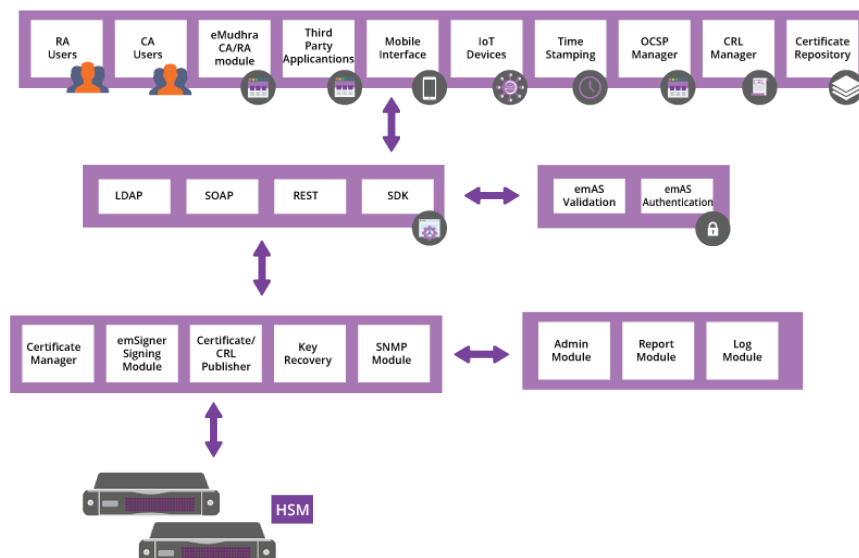 RA
Users
CA
Users
eMudhra
CA/RA
module
Third
Party
Applicantions
Mobile
Interface
IoT
Devices
Time
Stamping
OCSP
Manager
CRL
Manager
Certificate
Repository
LDAP
SOAP
REST
SDK
emAS
Validation
emAS
Authentication
Certificate
Manager
emSigner
Signing
Module
Certificate/
CRL
Publisher
Key
Recovery
SNMP
Module
Admin
Module
Report
Module
Log
Module
HSM